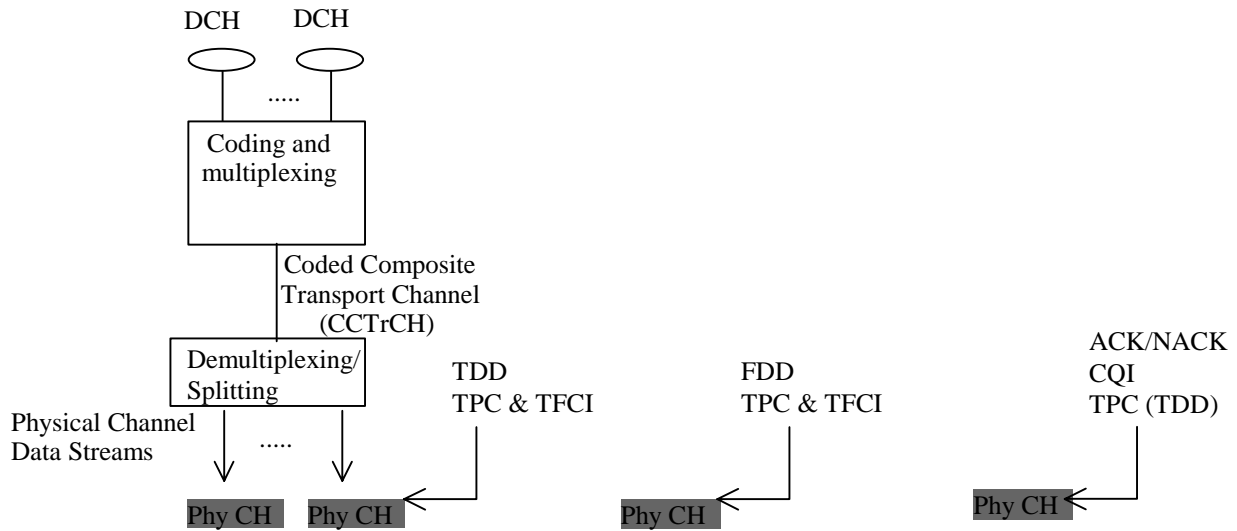 DCH
DCH
.....
Coding and
multiplexing
Coded Composite
Transport Channel
(CCTrCH)
Demultiplexing/
Splitting
Physical Channel
Data Streams
.....
TDD
TPC & TFCI
FDD
TPC & TFCI
ACK/NACK
CQI
TPC (TDD)
Phy CH
Phy CH
Phy CH
Phy CH